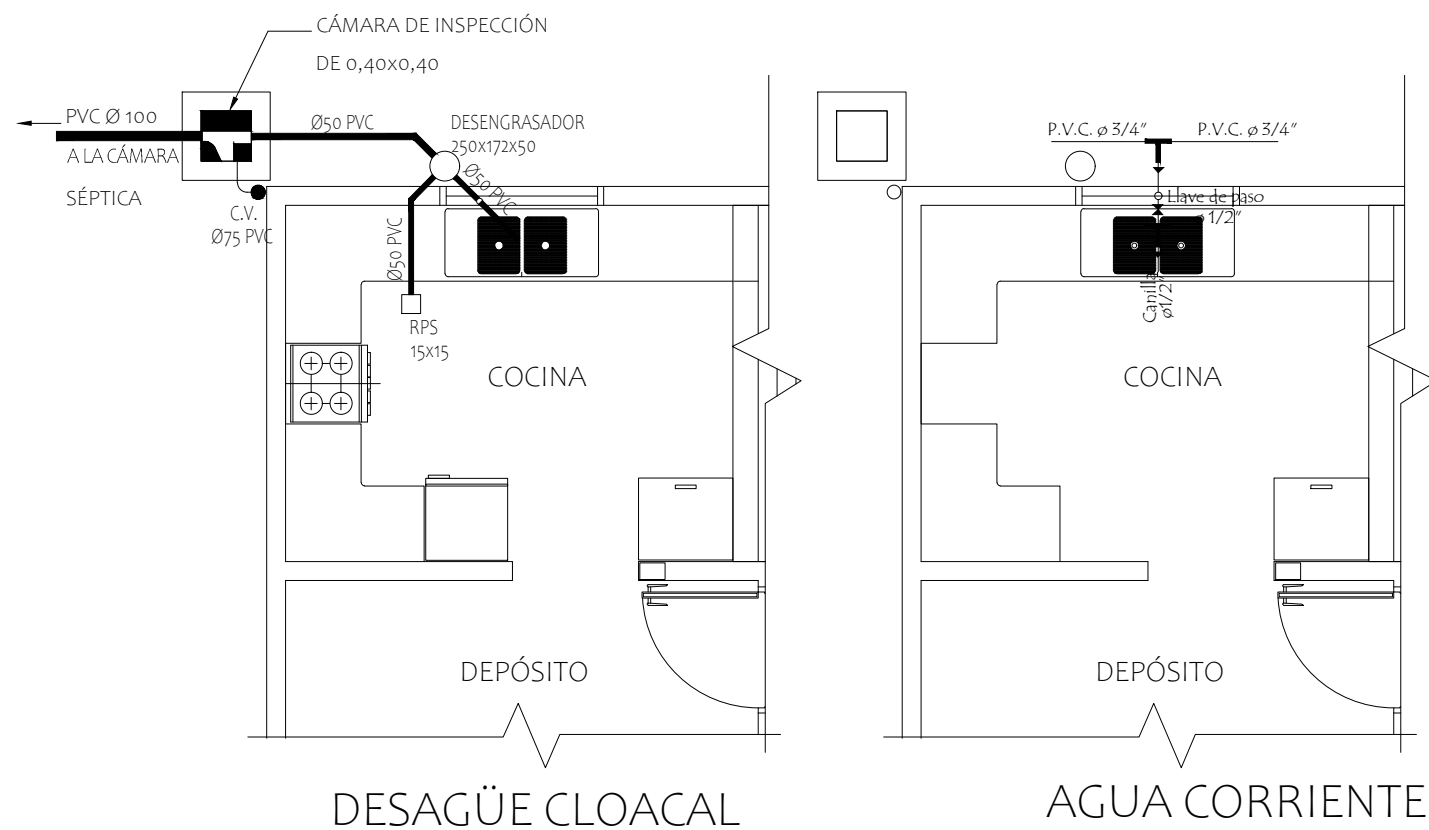 CÁMARA DE INSPECCIÓN
DE 0,40x0,40
PVC Ø 100
A LA CÁMARA
SÉPTICA
Ø50 PVC
DESENGRASADOR
250x172x50
Ø50 PVC
Ø50 PVC
C.V.
Ø75 PVC
RPS
15x15
COCINA
DEPÓSITO
DESAGÜE CLOACAL
P.V.C. ø 3/4"
P.V.C. ø 3/4"
Llave de paso
ø 1/2"
Canilla
ø1/2"
COCINA
DEPÓSITO
AGUA CORRIENTE